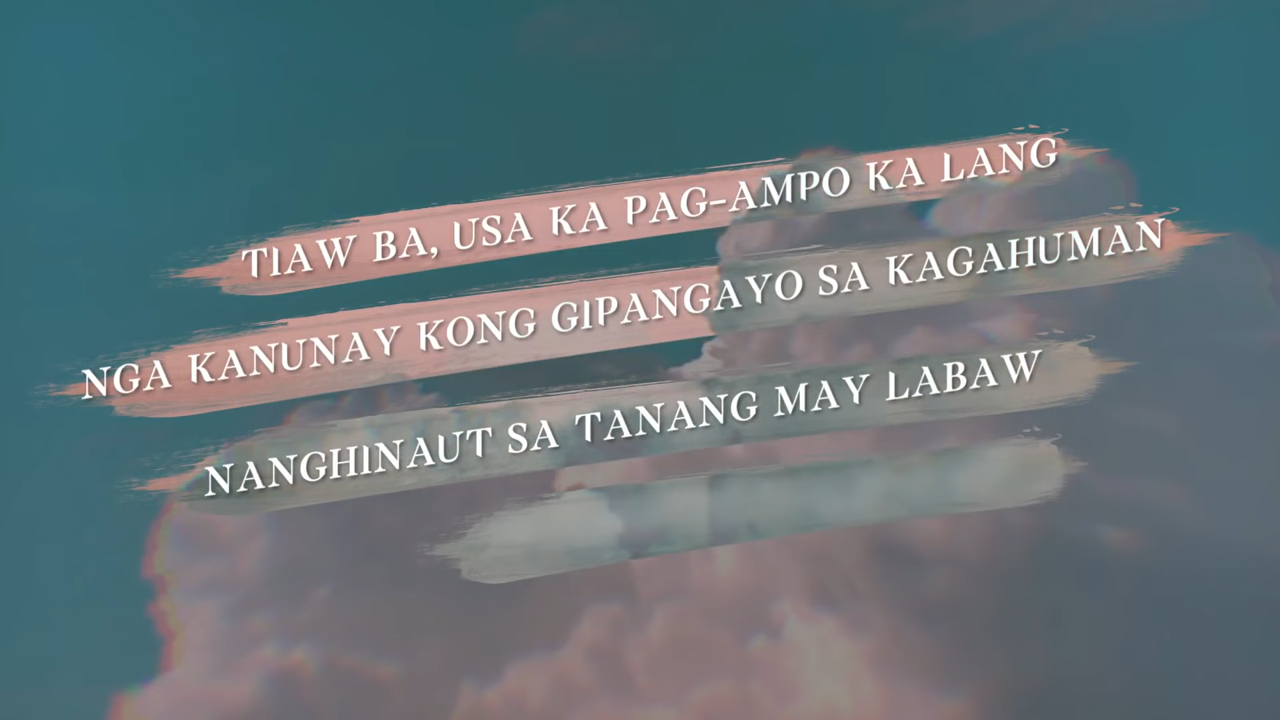 TIAW BA, USA KA PAG-AMPO KA LANG
NGA KANUNAY KONG GIPANGAYO SA KAGAHUMAN
NANGHINAUT SA TANANG MAY LABAW